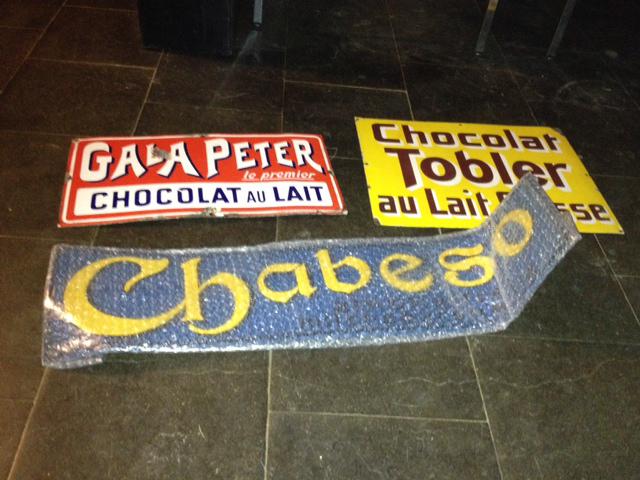 GALA PETER
le premier
CHOCOLAT AU LAIT
Chocolat
Tobler
au Lait
Chabeso